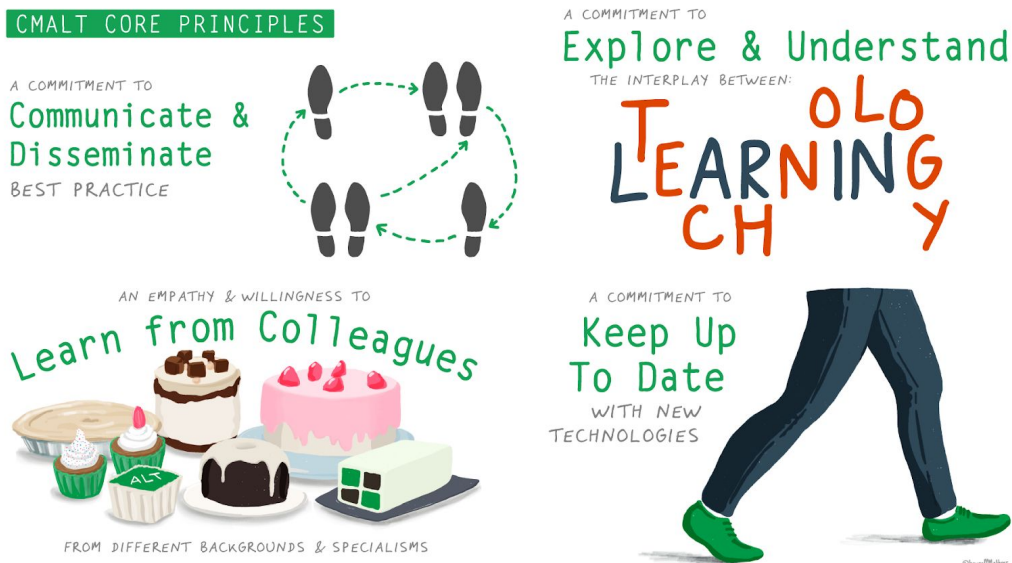 CMALT CORE PRINCIPLES
A COMMITMENT TO
Communicate &
Disseminate
BEST PRACTICE
A COMMITMENT TO
Explore & Understand
THE INTERPLAY BETWEEN:
TECHNOLOGY
LEARNING
AN EMPATHY & WILLINGNESS TO
Learn from Colleagues
ALT
FROM DIFFERENT BACKGROUNDS & SPECIALISMS
A COMMITMENT TO
Keep Up
To Date
WITH NEW
TECHNOLOGIES